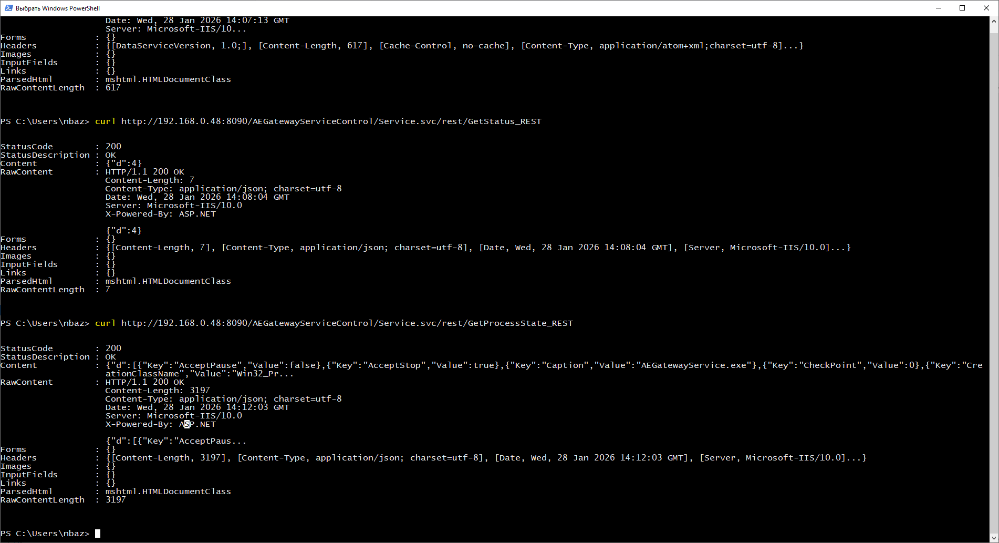 Выбрать Windows PowerShell
Date: Wed, 28 Jan 2026 14:07:13 GMT
Server: Microsoft-IIS/10...
Forms : {}
Headers : {[DataServiceVersion, 1.0;], [Content-Length, 617], [Cache-Control, no-cache], [Content-Type, application/atom+xml;charset=utf-8]...}
Images : {}
InputFields : {}
Links : {}
ParsedHtml : mshtml.HTMLDocumentClass
RawContentLength : 617
PS C:\Users\nbaz> curl http://192.168.0.48:8090/AEGatewayServiceControl/Service.svc/rest/GetStatus_REST
StatusCode : 200
StatusDescription : OK
Content : {"d":4}
RawContent : HTTP/1.1 200 OK
Content-Length: 7
Content-Type: application/json; charset=utf-8
Date: Wed, 28 Jan 2026 14:08:04 GMT
Server: Microsoft-IIS/10.0
X-Powered-By: ASP.NET
{"d":4}
Forms : {}
Headers : {[Content-Length, 7], [Content-Type, application/json; charset=utf-8], [Date, Wed, 28 Jan 2026 14:08:04 GMT], [Server, Microsoft-IIS/10.0]...}
Images : {}
InputFields : {}
Links : {}
ParsedHtml : mshtml.HTMLDocumentClass
RawContentLength : 7
PS C:\Users\nbaz> curl http://192.168.0.48:8090/AEGatewayServiceControl/Service.svc/rest/GetProcessState_REST
StatusCode : 200
StatusDescription : OK
Content : {"d":[{"Key":"AcceptPause","Value":false},{"Key":"AcceptStop","Value":true},{"Key":"Caption","Value":"AEGatewayService.exe"},{"Key":"CheckPoint","Value":0},{"Key":"Cre
ationClassName","Value":"Win32_Pr...
RawContent : HTTP/1.1 200 OK
Content-Length: 3197
Content-Type: application/json; charset=utf-8
Date: Wed, 28 Jan 2026 14:12:03 GMT
Server: Microsoft-IIS/10.0
X-Powered-By: ASP.NET
{"d":[{"Key":"AcceptPaus...
Forms : {}
Headers : {[Content-Length, 3197], [Content-Type, application/json; charset=utf-8], [Date, Wed, 28 Jan 2026 14:12:03 GMT], [Server, Microsoft-IIS/10.0]...}
Images : {}
InputFields : {}
Links : {}
ParsedHtml : mshtml.HTMLDocumentClass
RawContentLength : 3197
PS C:\Users\nbaz>